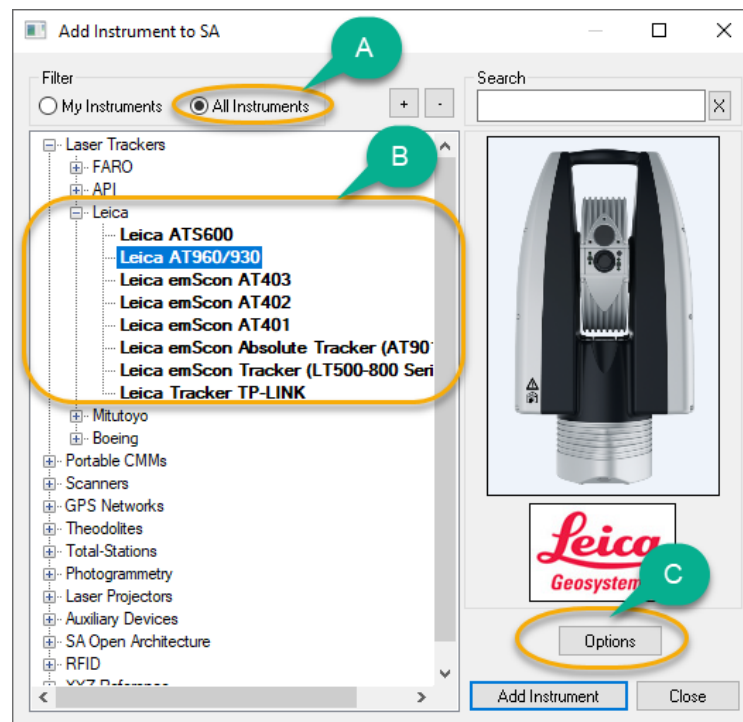 Add Instrument to SA
A
Filter
My Instruments
All Instruments
+ -
Search
X
B
Laser Trackers
FARO
API
Leica
Leica ATS600
Leica AT960/930
Leica emScon AT403
Leica emScon AT402
Leica emScon AT401
Leica emScon Absolute Tracker (AT901
Leica emScon Tracker (LT500-800 Seri
Leica Tracker TP-LINK
Mitutoyo
Boeing
Portable CMMs
Scanners
GPS Networks
Theodolites
Total-Stations
Photogrammetry
Laser Projectors
Auxiliary Devices
SA Open Architecture
RFID
XYZ Reference
Leica
Geosystem
C
Options
Add Instrument
Close